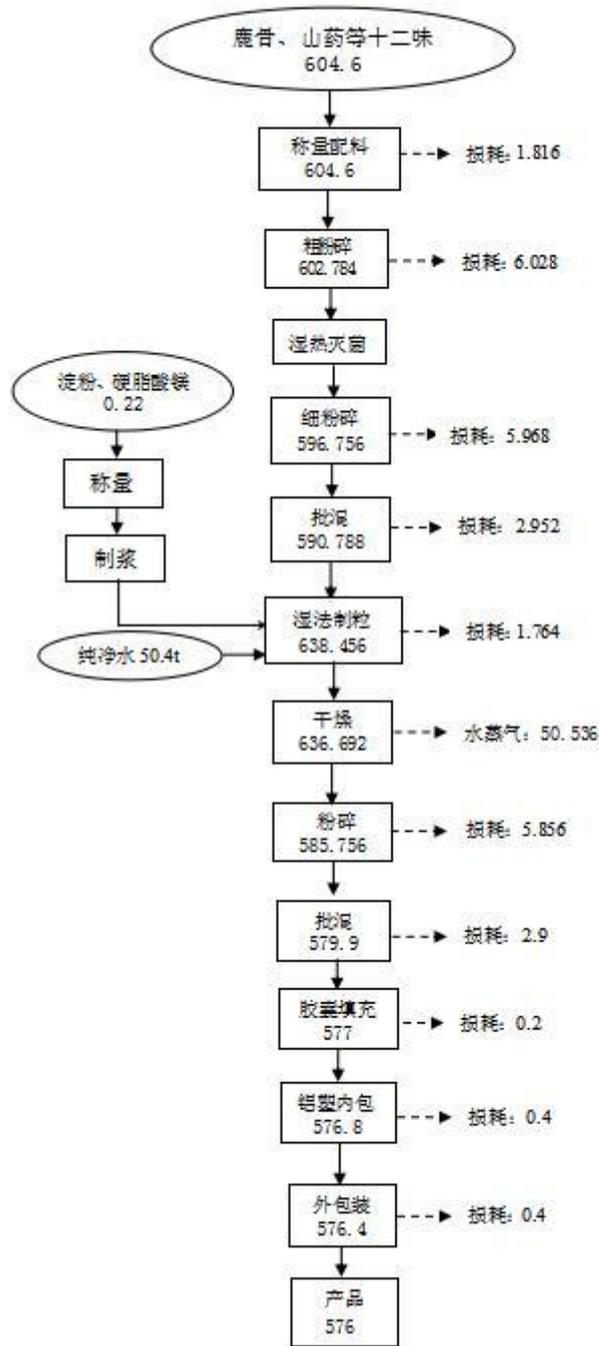 鹿骨、山药等十二味
604.6
称量配料
604.6
损耗：1.816
粗粉碎
602.784
损耗：6.028
湿热灭菌
淀粉、硬脂酸镁
0.22
细粉碎
596.756
损耗：5.968
称量
批混
590.788
损耗：2.952
制浆
湿法制粒
638.456
损耗：1.764
纯净水 50.4t
干燥
636.692
水蒸气：50.536
粉碎
585.756
损耗：5.856
批混
579.9
损耗：2.9
胶囊填充
577
损耗：0.2
铝塑内包
576.8
损耗：0.4
外包装
576.4
损耗：0.4
产品
576